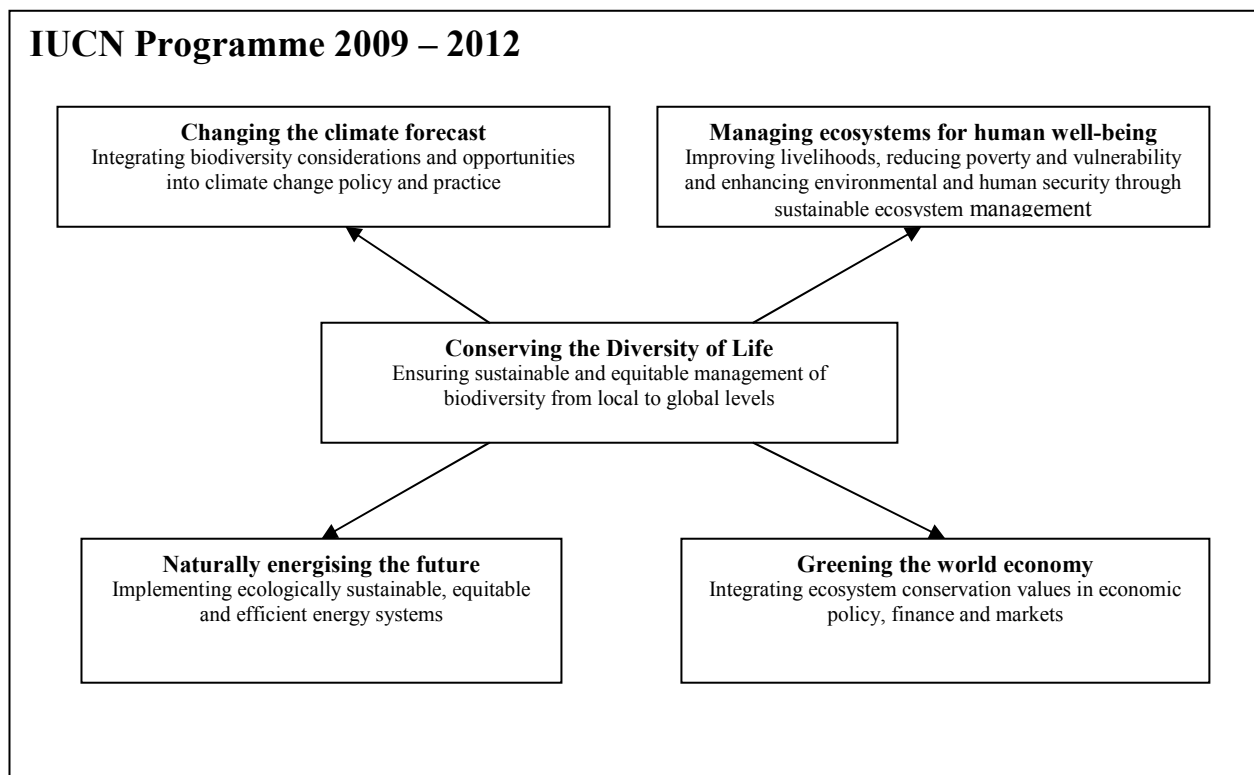 IUCN Programme 2009 – 2012
Changing the climate forecast
Integrating biodiversity considerations and opportunities
into climate change policy and practice
Managing ecosystems for human well-being
Improving livelihoods, reducing poverty and vulnerability
and enhancing environmental and human security through
sustainable ecosystem management
Conserving the Diversity of Life
Ensuring sustainable and equitable management of
biodiversity from local to global levels
Naturally energising the future
Implementing ecologically sustainable, equitable
and efficient energy systems
Greening the world economy
Integrating ecosystem conservation values in economic
policy, finance and markets